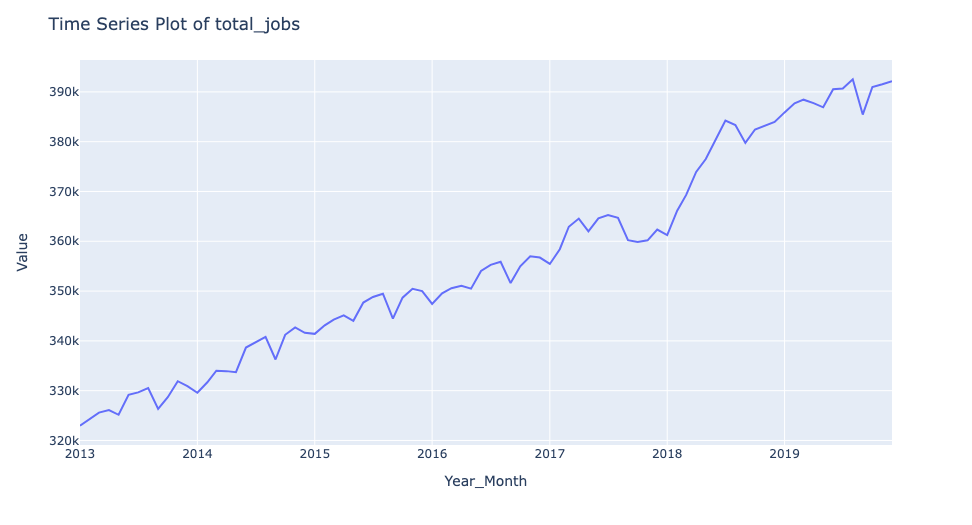 Time Series Plot of total_jobs
390k
380k
370k
360k
350k
340k
330k
320k
Value
2013 2014 2015 2016 2017 2018 2019
Year_Month